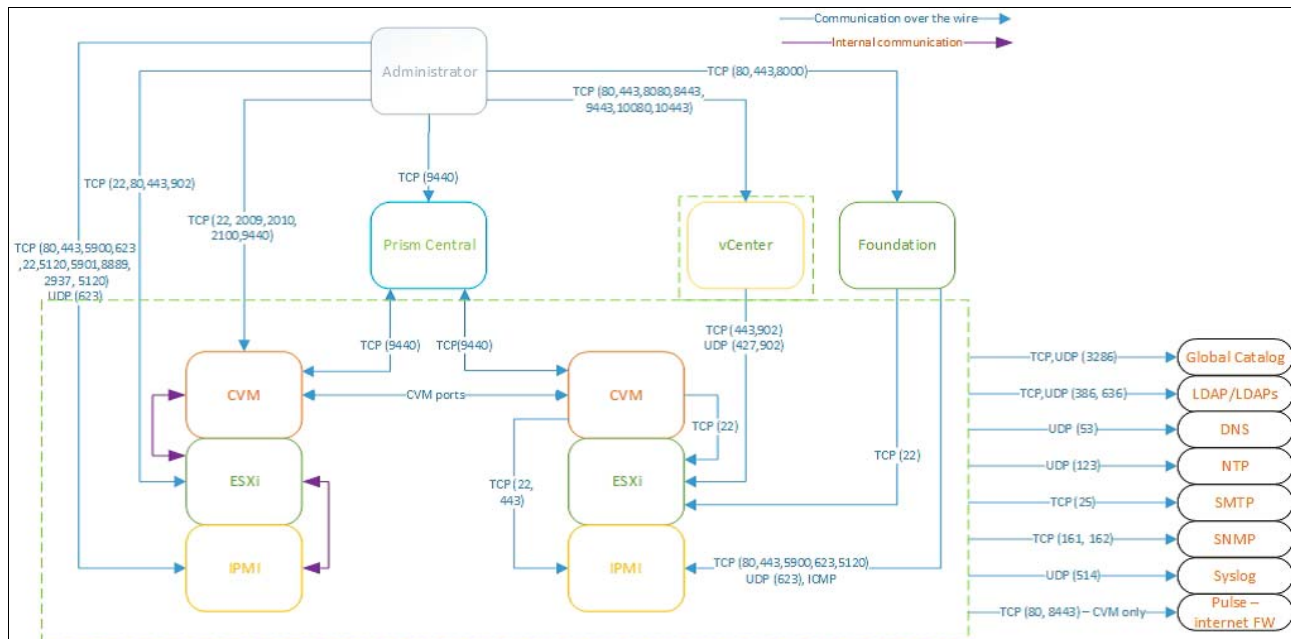 Communication over the wire
Internal communication
Administrator
TCP (80,443,8000)
TCP (80,443,8080,8443,
9443,10080,10443)
TCP (22,80,443,902)
TCP (9440)
TCP (22, 2009,2010,
2100,9440)
Prism Central
vCenter
Foundation
TCP (80,443,5900,623
,22,5120,5901,8889,
2937, 5120)
UDP (623)
TCP (9440)
TCP(9440)
TCP (443,902)
UDP (427,902)
CVM
CVM ports
CVM
TCP (22)
TCP (22)
ESXi
TCP (22,
443)
ESXi
IPMI
IPMI
TCP (80,443,5900,623,5120)
UDP (623), ICMP
TCP,UDP (3286)
Global Catalog
TCP,UDP (386, 636)
LDAP/LDAPs
UDP (53)
DNS
UDP (123)
NTP
TCP (25)
SMTP
TCP (161, 162)
SNMP
UDP (514)
Syslog
TCP (80, 8443) – CVM only
Pulse –
internet FW